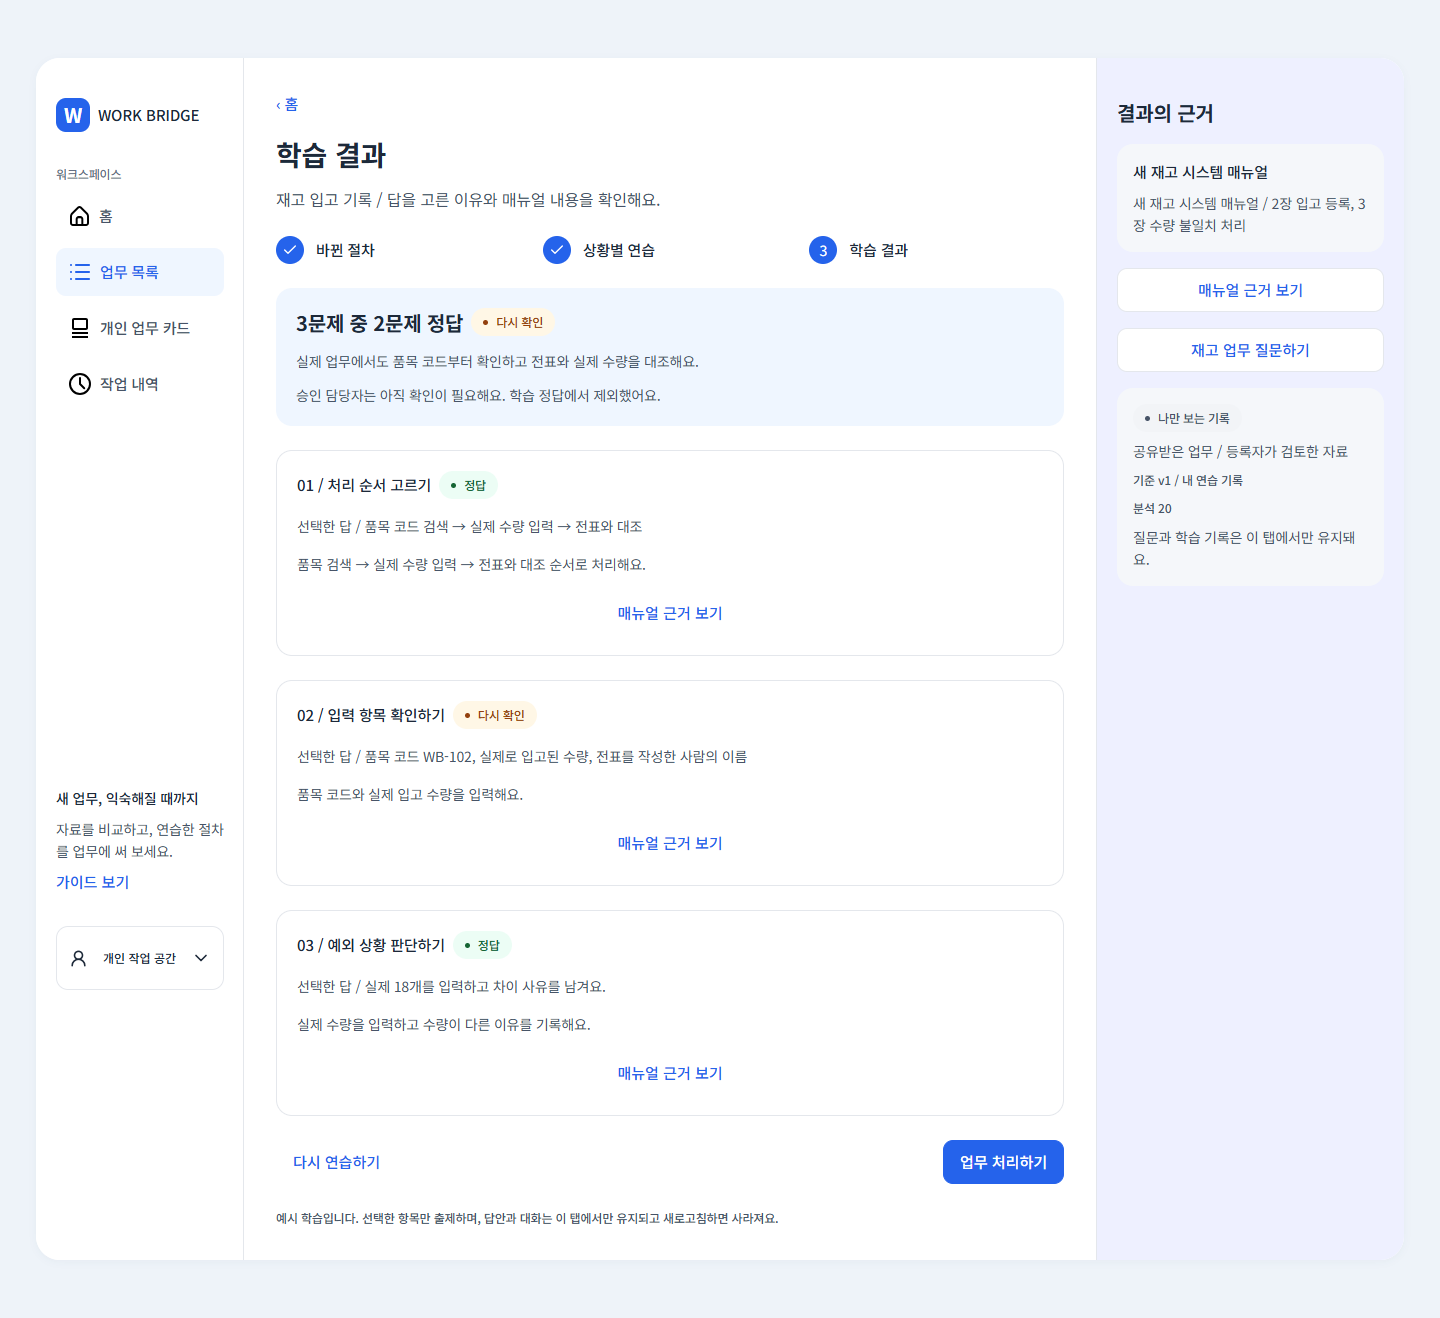 W WORK BRIDGE
워크스페이스
홈
업무 목록
개인 업무 카드
작업 내역
새 업무, 익숙해질 때까지
자료를 비교하고, 연습한 절차
를 업무에 써 보세요.
가이드 보기
개인 작업 공간
‹ 홈
학습 결과
재고 입고 기록 / 답을 고른 이유와 매뉴얼 내용을 확인해요.
바뀐 절차
상황별 연습
3 학습 결과
3문제 중 2문제 정답 • 다시 확인
실제 업무에서도 품목 코드부터 확인하고 전표와 실제 수량을 대조해요.
승인 담당자는 아직 확인이 필요해요. 학습 정답에서 제외했어요.
01 / 처리 순서 고르기 • 정답
선택한 답 / 품목 코드 검색 → 실제 수량 입력 → 전표와 대조
품목 검색 → 실제 수량 입력 → 전표와 대조 순서로 처리해요.
매뉴얼 근거 보기
02 / 입력 항목 확인하기 • 다시 확인
선택한 답 / 품목 코드 WB-102, 실제로 입고된 수량, 전표를 작성한 사람의 이름
품목 코드와 실제 입고 수량을 입력해요.
매뉴얼 근거 보기
03 / 예외 상황 판단하기 • 정답
선택한 답 / 실제 18개를 입력하고 차이 사유를 남겨요.
실제 수량을 입력하고 수량이 다른 이유를 기록해요.
매뉴얼 근거 보기
다시 연습하기
업무 처리하기
예시 학습입니다. 선택한 항목만 출제하며, 답안과 대화는 이 탭에서만 유지되고 새로고침하면 사라져요.
결과의 근거
새 재고 시스템 매뉴얼
새 재고 시스템 매뉴얼 / 2장 입고 등록, 3
장 수량 불일치 처리
매뉴얼 근거 보기
재고 업무 질문하기
• 나만 보는 기록
공유받은 업무 / 등록자가 검토한 자료
기준 v1 / 내 연습 기록
분석 20
질문과 학습 기록은 이 탭에서만 유지돼
요.